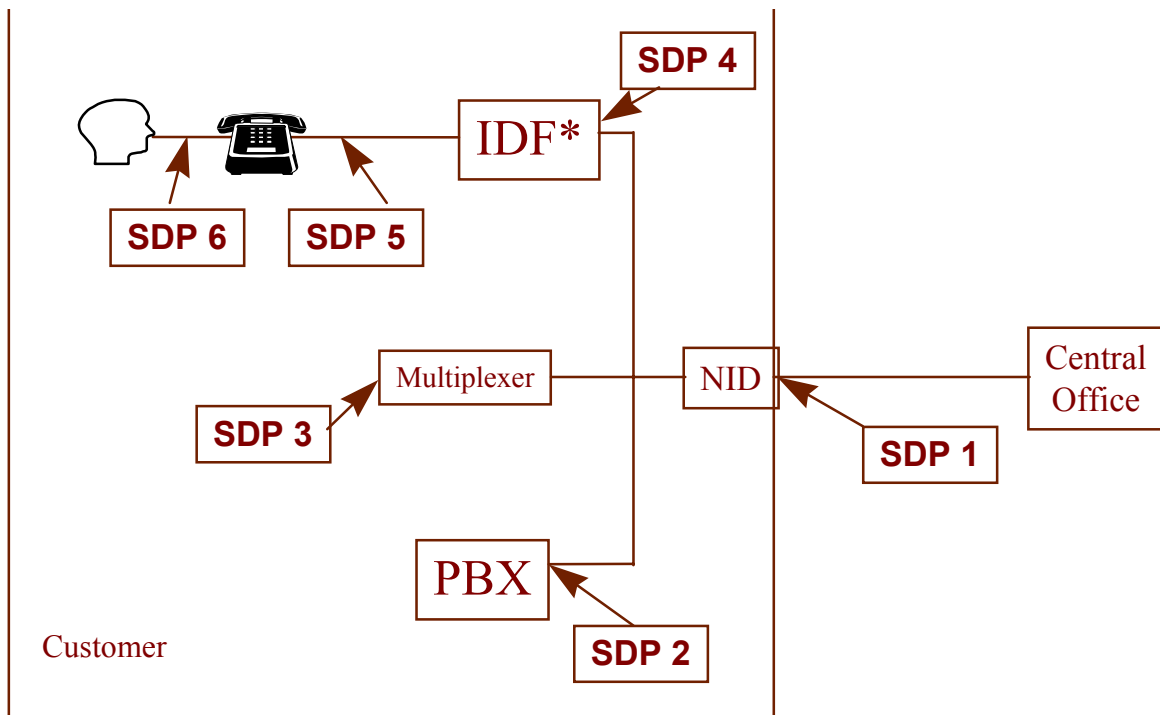 SDP 4
IDF*
SDP 6
SDP 5
Multiplexer
NID
Central
Office
SDP 3
SDP 1
PBX
SDP 2
Customer